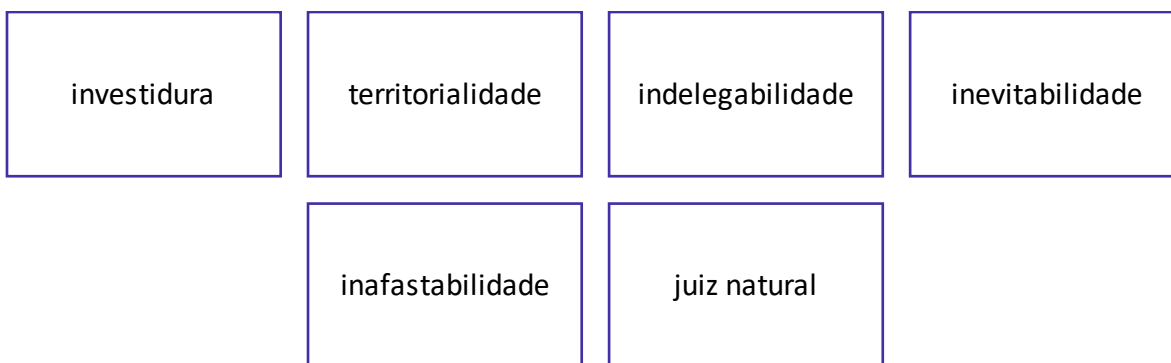 investidura
territorialidade
indelegabilidade
inevitabilidade
inafastabilidade
juiz natural